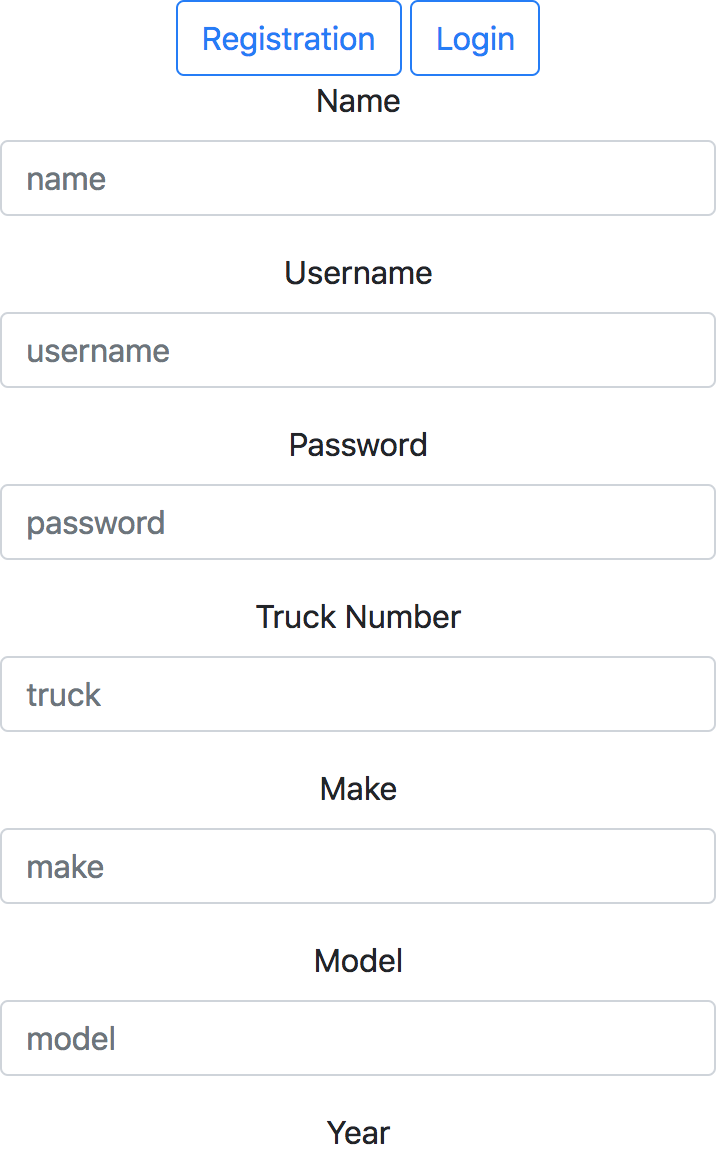 Registration Login
Name
name
Username
username
Password
password
Truck Number
truck
Make
make
Model
model
Year